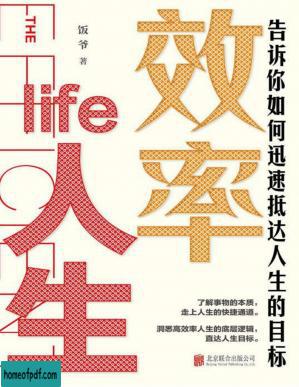 告诉你如何迅速抵达人生的目标
效率
人生
THE
life
饭爷 著
了解事物的本质，
走上人生的快捷通道。
洞悉高效率人生的底层逻辑，
直达人生目标。
北京联合出版公司
homeofpdf.com